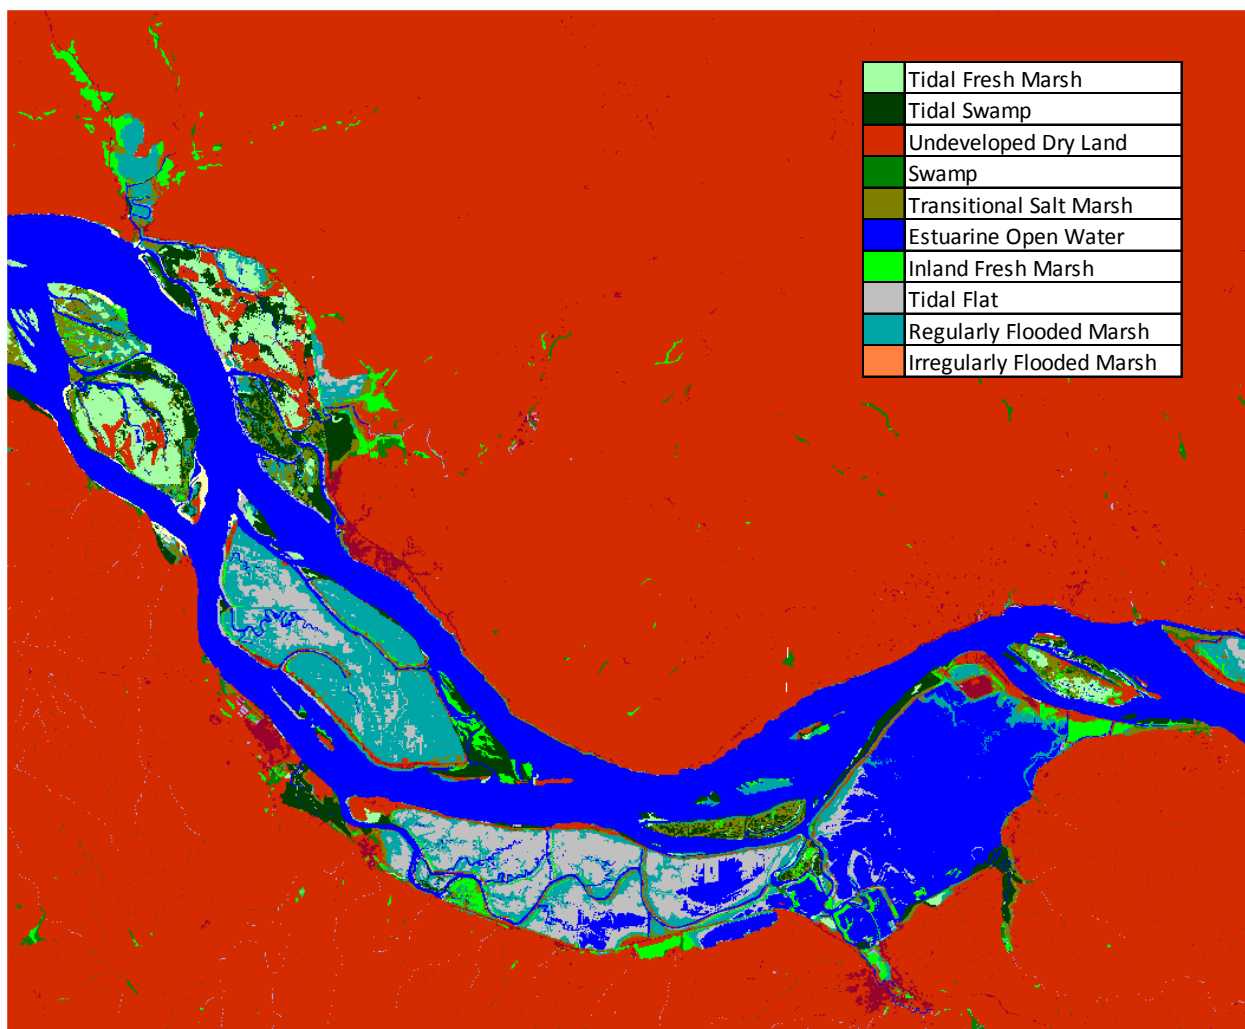 Tidal Fresh Marsh
Tidal Swamp
Undeveloped Dry Land
Swamp
Transitional Salt Marsh
Estuarine Open Water
Inland Fresh Marsh
Tidal Flat
Regularly Flooded Marsh
Irregularly Flooded Marsh